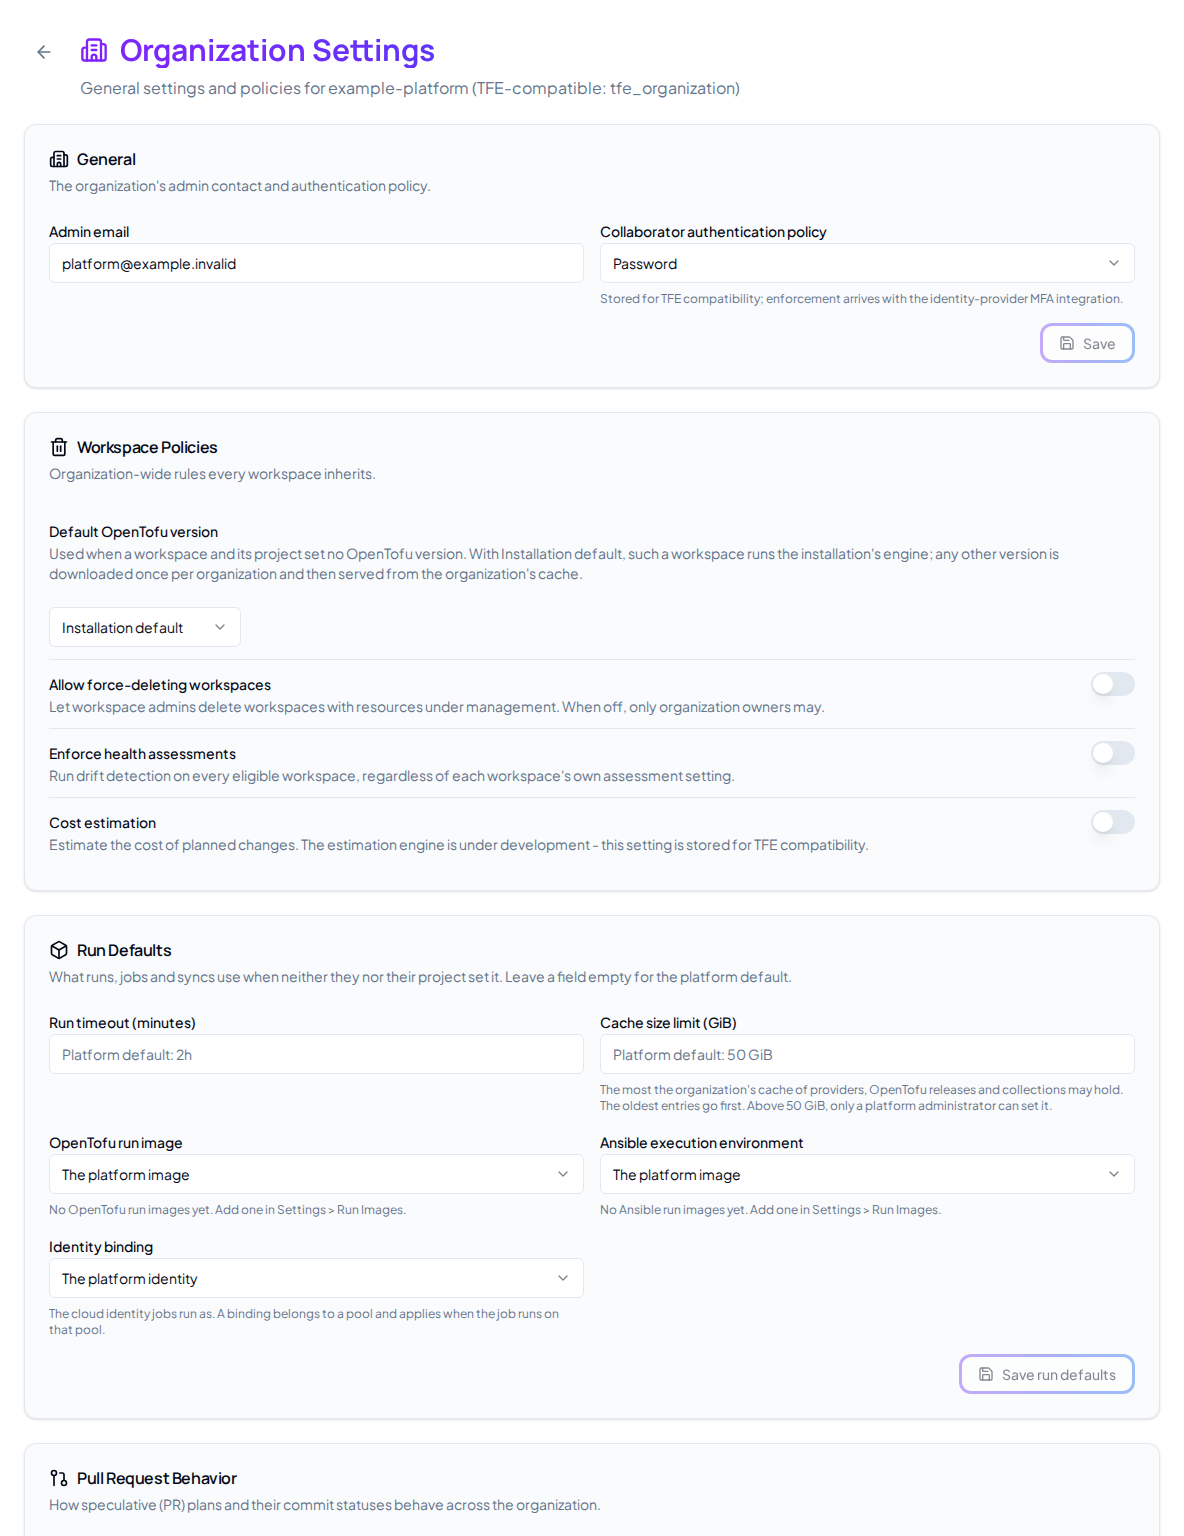 Organization Settings
General settings and policies for example-platform (TFE-compatible: tfe_organization)
General
The organization's admin contact and authentication policy.
Admin email
platform@example.invalid
Collaborator authentication policy
Password
Stored for TFE compatibility; enforcement arrives with the identity-provider MFA integration.
Save
Workspace Policies
Organization-wide rules every workspace inherits.
Default OpenTofu version
Used when a workspace and its project set no OpenTofu version. With Installation default, such a workspace runs the installation's engine; any other version is
downloaded once per organization and then served from the organization's cache.
Installation default
Allow force-deleting workspaces
Let workspace admins delete workspaces with resources under management. When off, only organization owners may.
Enforce health assessments
Run drift detection on every eligible workspace, regardless of each workspace's own assessment setting.
Cost estimation
Estimate the cost of planned changes. The estimation engine is under development - this setting is stored for TFE compatibility.
Run Defaults
What runs, jobs and syncs use when neither they nor their project set it. Leave a field empty for the platform default.
Run timeout (minutes)
Platform default: 2h
Cache size limit (GiB)
Platform default: 50 GiB
The most the organization's cache of providers, OpenTofu releases and collections may hold.
The oldest entries go first. Above 50 GiB, only a platform administrator can set it.
OpenTofu run image
The platform image
No OpenTofu run images yet. Add one in Settings > Run Images.
Ansible execution environment
The platform image
No Ansible run images yet. Add one in Settings > Run Images.
Identity binding
The platform identity
The cloud identity jobs run as. A binding belongs to a pool and applies when the job runs on
that pool.
Save run defaults
Pull Request Behavior
How speculative (PR) plans and their commit statuses behave across the organization.